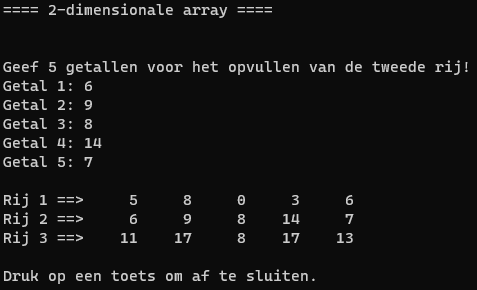 ==== 2-dimensionale array ====
Geef 5 getallen voor het opvullen van de tweede rij!
Getal 1: 6
Getal 2: 9
Getal 3: 8
Getal 4: 14
Getal 5: 7
Rij 1 ==>     5     8     0     3     6
Rij 2 ==>     6     9     8    14     7
Rij 3 ==>    11    17     8    17    13
Druk op een toets om af te sluiten.